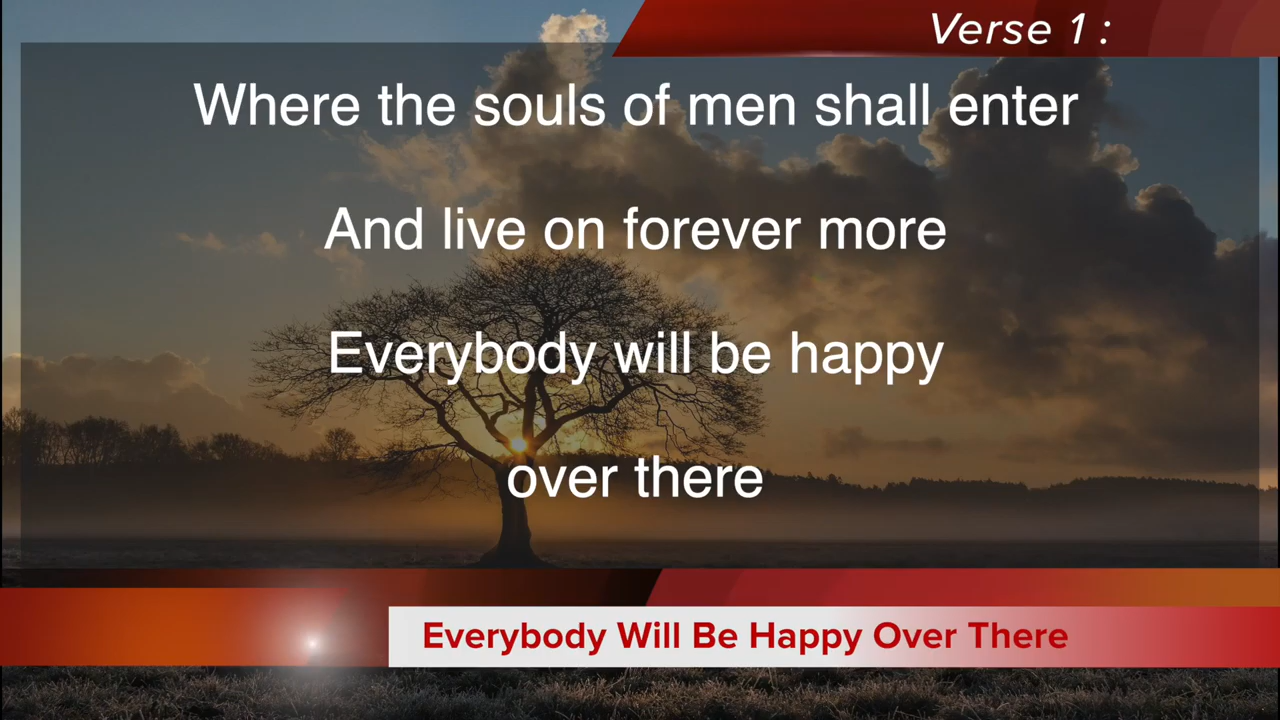 Verse 1 :
Where the souls of men shall enter
And live on forever more
Everybody will be happy
over there
Everybody Will Be Happy Over There